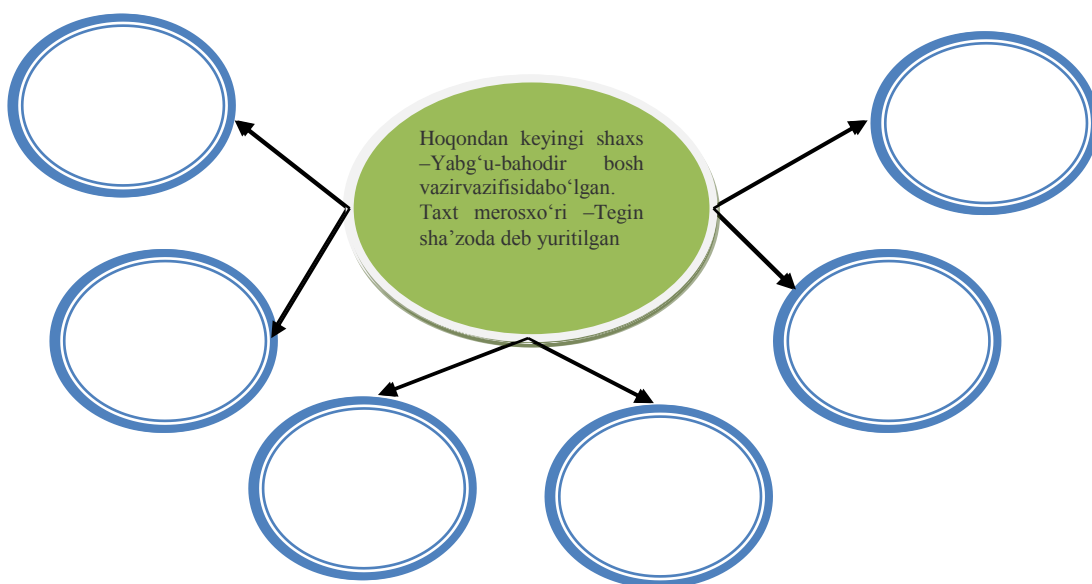 Hoqondan keyingi shaxs
–Yabg‘u-bahodir bosh
vazirvazifisidabo‘lgan.
Taxt merosxo‘ri –Tegin
sha’zoda deb yuritilgan